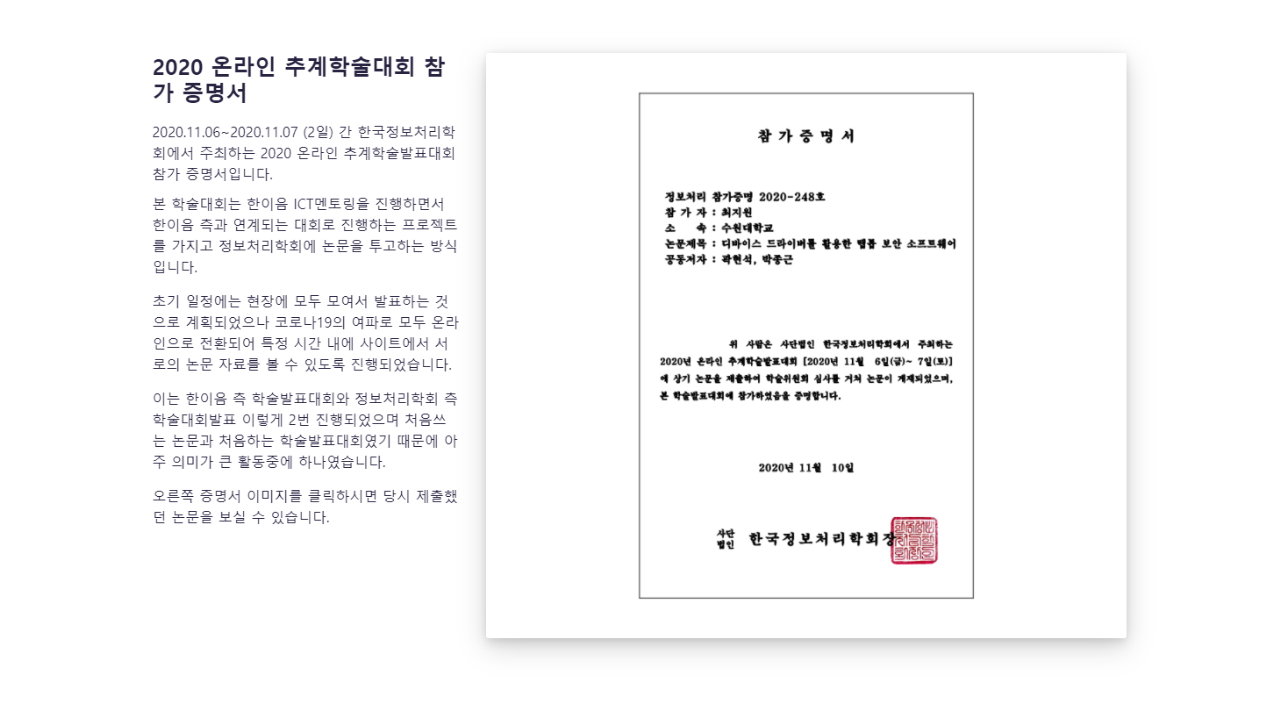 2020 온라인 추계학술대회 참
가 증명서
2020.11.06~2020.11.07 (2일) 간 한국정보처리학
회에서 주최하는 2020 온라인 추계학술발표대회
참가 증명서입니다.
본 학술대회는 한이음 ICT멘토링을 진행하면서
한이음 측과 연계되는 대회로 진행하는 프로젝트
를 가지고 정보처리학회에 논문을 투고하는 방식
입니다.
초기 일정에는 현장에 모두 모여서 발표하는 것
으로 계획되었으나 코로나19의 여파로 모두 온라
인으로 전환되어 특정 시간 내에 사이트에서 서
로의 논문 자료를 볼 수 있도록 진행되었습니다.
이는 한이음 측 학술발표대회와 정보처리학회 측
학술대회발표 이렇게 2번 진행되었으며 처음쓰
는 논문과 처음하는 학술발표대회였기 때문에 아
주 의미가 큰 활동중에 하나였습니다.
오른쪽 증명서 이미지를 클릭하시면 당시 제출했
던 논문을 보실 수 있습니다.
참가증명서
정보처리 참가증명 2020-248호
참 가 자 : 최지원
소 속 : 수원대학교
논문제목 : 디바이스 드라이버를 활용한 랩톱 보안 소프트웨어
공동저자 : 곽현석, 박종근
위 사람은 사단법인 한국정보처리학회에서 주최하는
2020년 온라인 추계학술발표대회 [2020년 11월 6일(금)~ 7일(토)]
에 상기 논문을 제출하여 학술위원회 심사를 거쳐 논문이 게재되었으며,
본 학술발표대회에 참가하였음을 증명합니다.
2020년 11월 10일
사단
법인 한국정보처리학회장